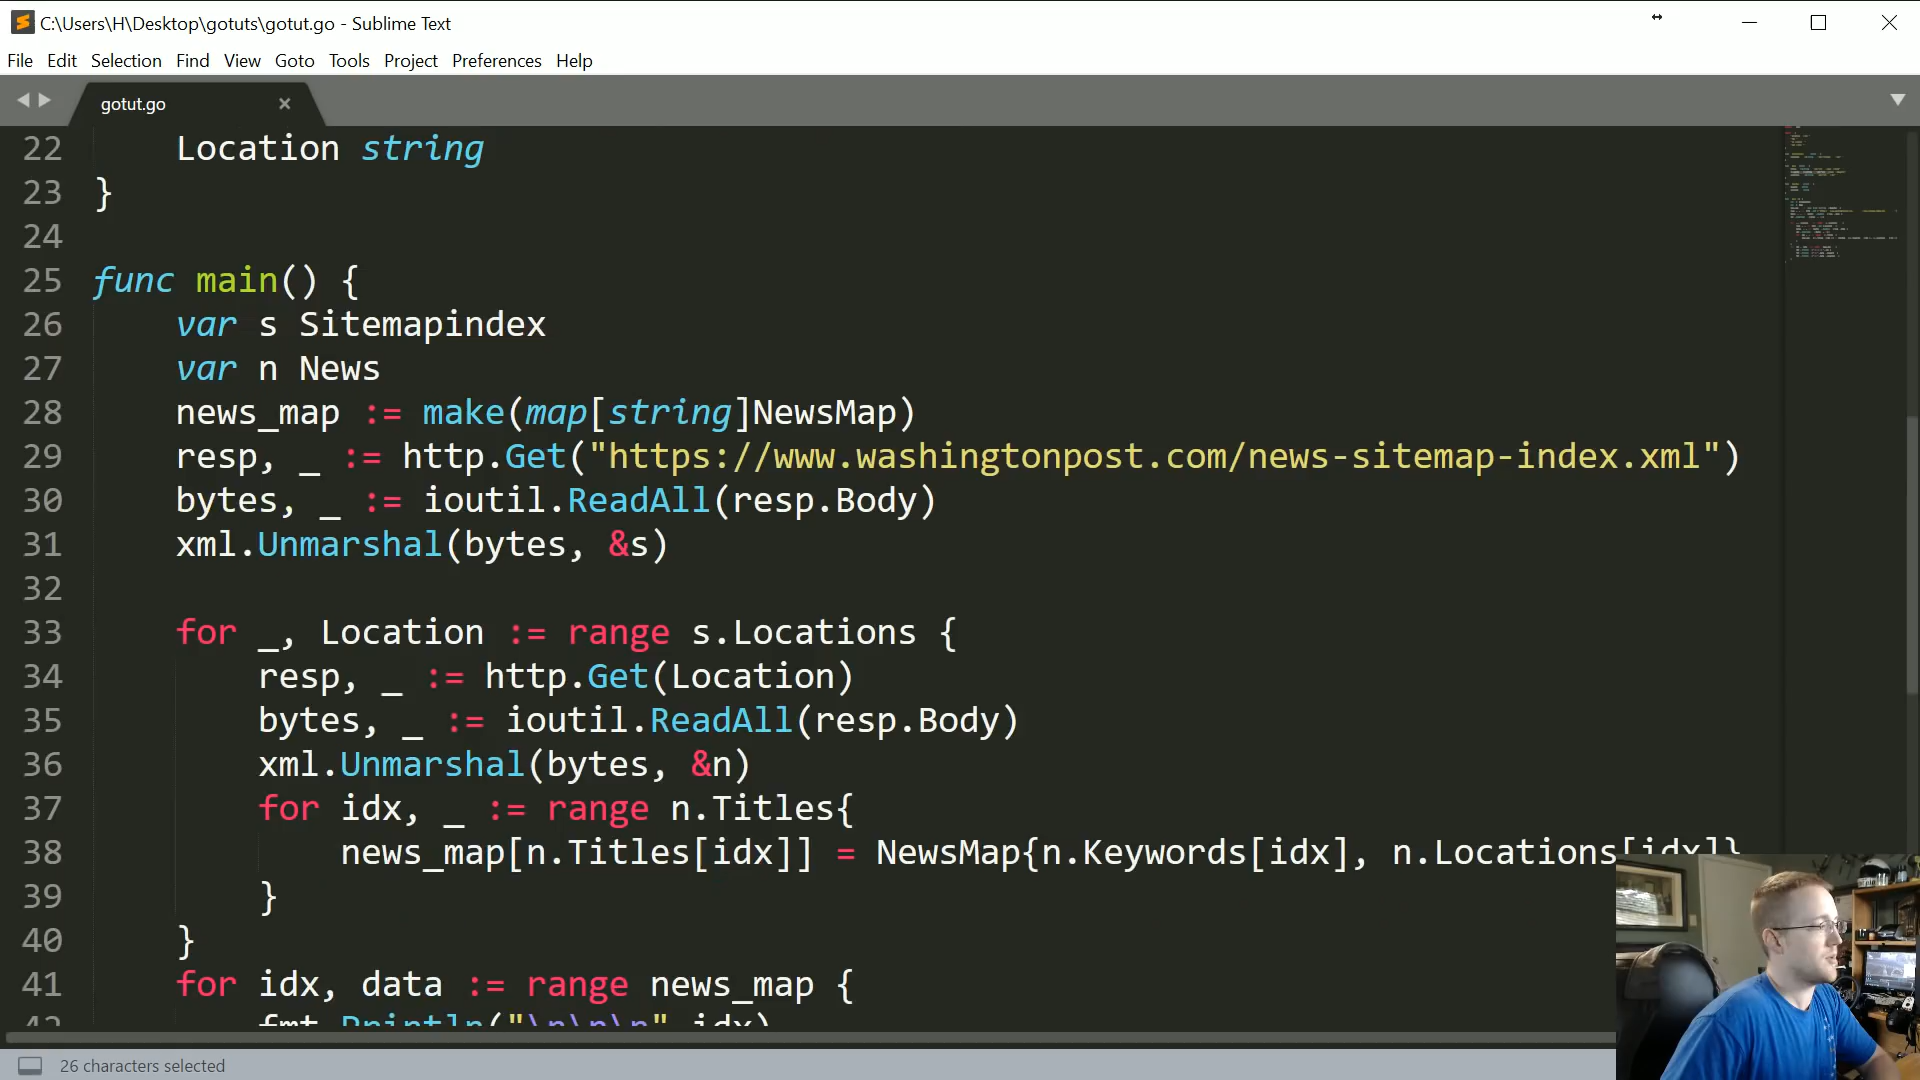 C:\Users\H\Desktop\gotuts\gotut.go - Sublime Text
File Edit Selection Find View Goto Tools Project Preferences Help
gotut.go
22 Location string
23 }
24
25 func main() {
26 var s Sitemapindex
27 var n News
28 news_map := make(map[string]NewsMap)
29 resp, _ := http.Get("https://www.washingtonpost.com/news-sitemap-index.xml")
30 bytes, _ := ioutil.ReadAll(resp.Body)
31 xml.Unmarshal(bytes, &s)
32
33 for _, Location := range s.Locations {
34 resp, _ := http.Get(Location)
35 bytes, _ := ioutil.ReadAll(resp.Body)
36 xml.Unmarshal(bytes, &n)
37 for idx, _ := range n.Titles{
38 news_map[n.Titles[idx]] = NewsMap{n.Keywords[idx], n.Locations[idx]}
39 }
40 }
41 for idx, data := range news_map {
42 fmt.Println("\n\n\n",idx)
26 characters selected